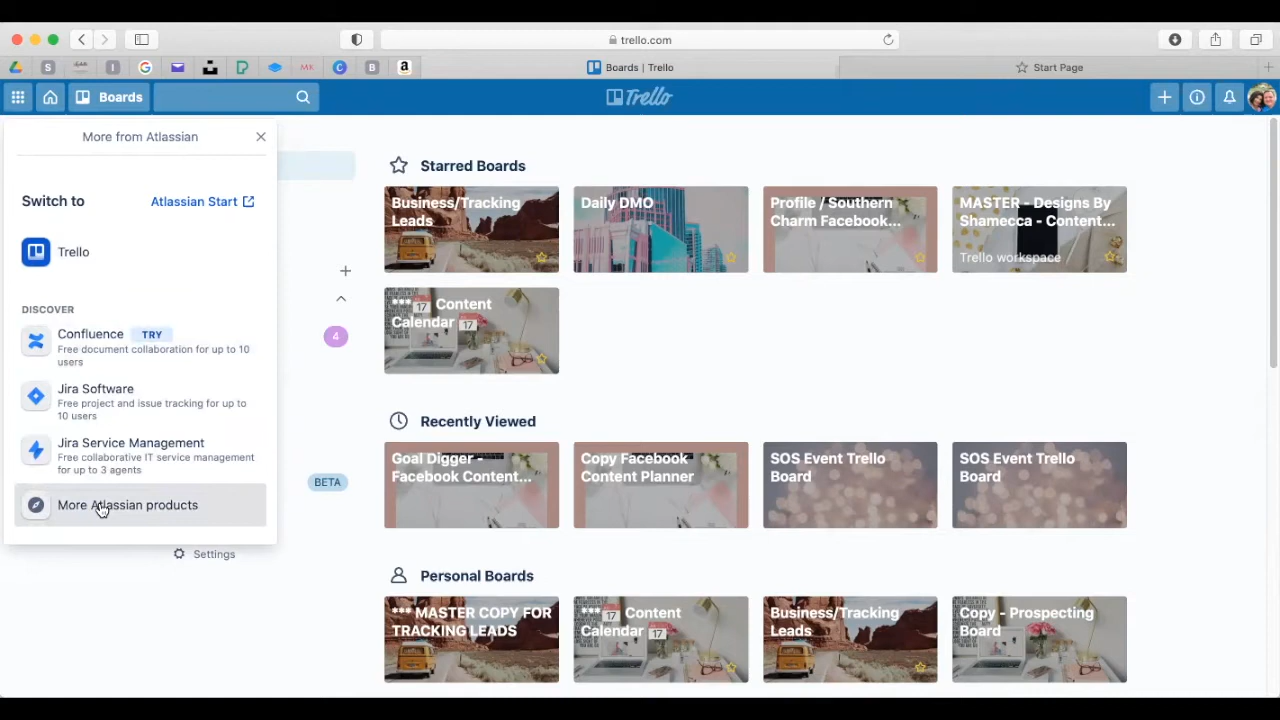 trello.com
S
I
G
MK
C
B
a
Boards | Trello
Start Page
Boards
Trello
More from Atlassian
Switch to
Atlassian Start
Trello
DISCOVER
Confluence TRY
Free document collaboration for up to 10
users
Jira Software
Free project and issue tracking for up to
10 users
Jira Service Management
Free collaborative IT service management
for up to 3 agents
More Atlassian products
4
BETA
Settings
Starred Boards
Business/Tracking
Leads
Daily DMO
Profile / Southern
Charm Facebook...
MASTER - Designs By
Shamecca - Content...
Trello workspace
*** 17 Content
Calendar 17
Recently Viewed
Goal Digger -
Facebook Content...
Copy Facebook
Content Planner
SOS Event Trello
Board
SOS Event Trello
Board
Personal Boards
*** MASTER COPY FOR
TRACKING LEADS
*** 17 Content
Calendar 17
Business/Tracking
Leads
Copy - Prospecting
Board